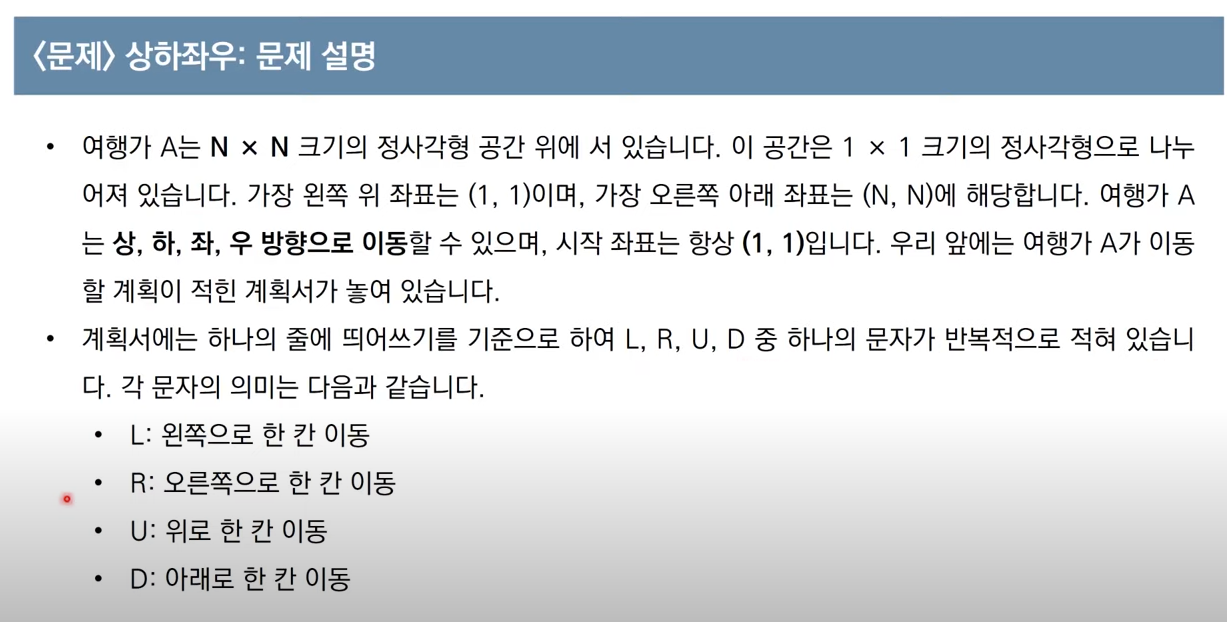 〈문제〉 상하좌우: 문제 설명
• 여행가 A는 N × N 크기의 정사각형 공간 위에 서 있습니다. 이 공간은 1 × 1 크기의 정사각형으로 나누
어져 있습니다. 가장 왼쪽 위 좌표는 (1, 1)이며, 가장 오른쪽 아래 좌표는 (N, N)에 해당합니다. 여행가 A
는 상, 하, 좌, 우 방향으로 이동할 수 있으며, 시작 좌표는 항상 (1, 1)입니다. 우리 앞에는 여행가 A가 이동
할 계획이 적힌 계획서가 놓여 있습니다.
• 계획서에는 하나의 줄에 띄어쓰기를 기준으로 하여 L, R, U, D 중 하나의 문자가 반복적으로 적혀 있습니
다. 각 문자의 의미는 다음과 같습니다.
• L: 왼쪽으로 한 칸 이동
• R: 오른쪽으로 한 칸 이동
• U: 위로 한 칸 이동
• D: 아래로 한 칸 이동